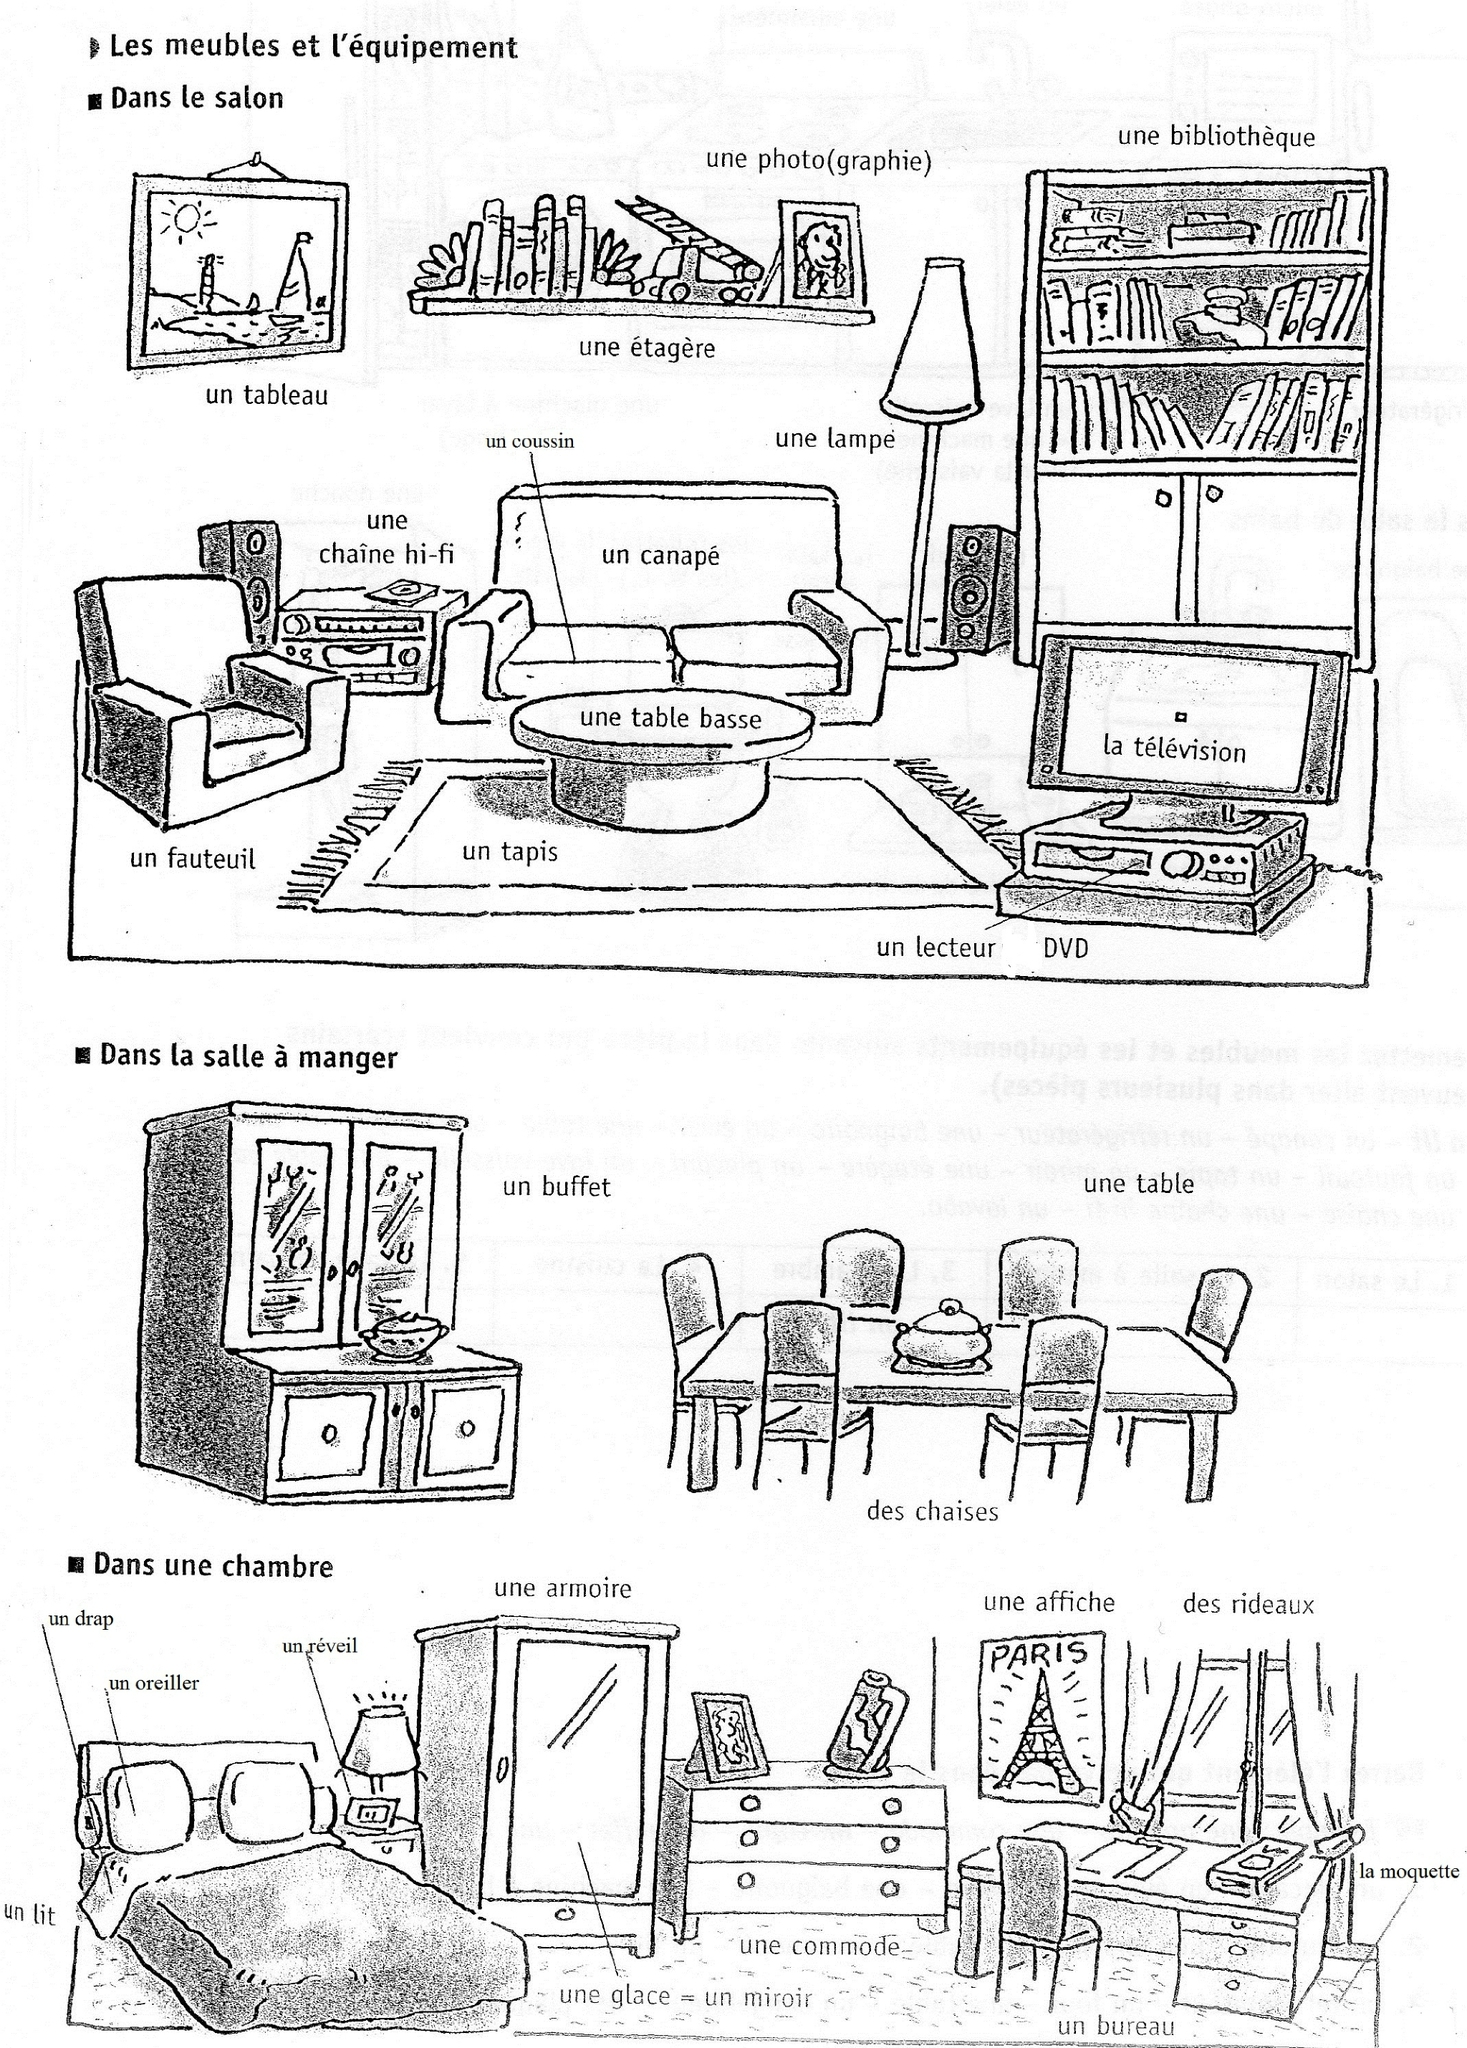 Les meubles et l'équipement
Dans le salon
une bibliothèque
une photo(graphie)
une étagère
un tableau
une lampe
un coussin
une
chaîne hi-fi
un canapé
une table basse
la télévision
un fauteuil
un tapis
un lecteur DVD
Dans la salle à manger
un buffet
une table
des chaises
Dans une chambre
une armoire
une affiche
des rideaux
un drap
un réveil
un oreiller
PARIS
la moquette
un lit
une commode
une glace = un miroir
un bureau